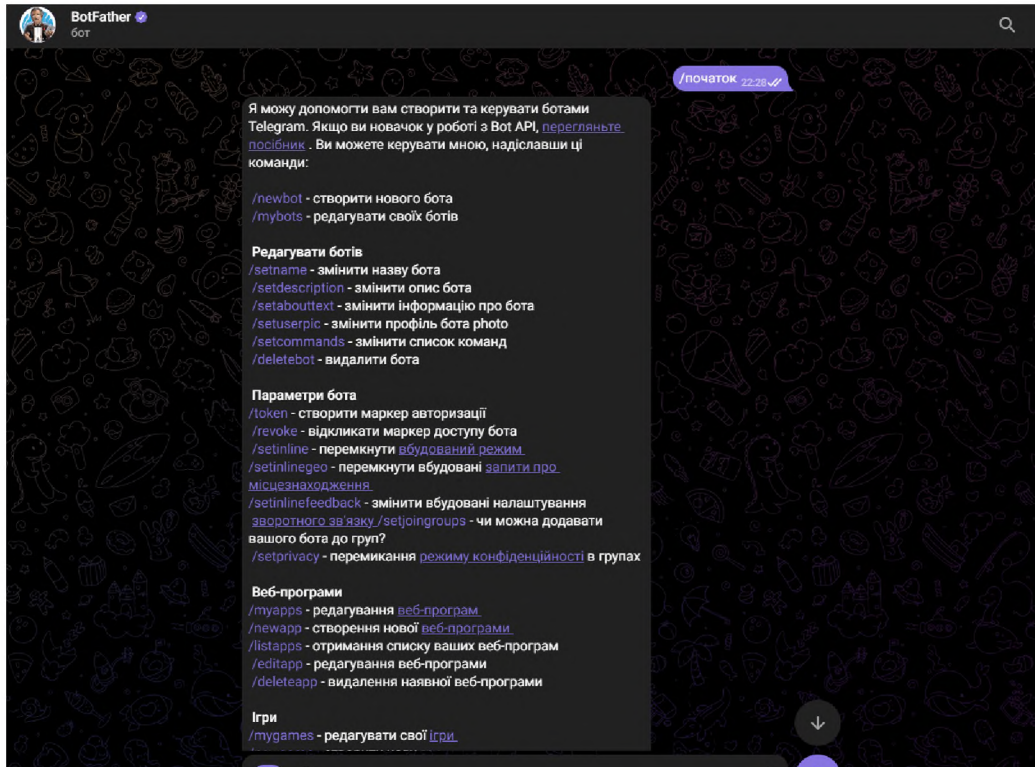 BotFather
бот
/початок 22:28
Я можу допомогти вам створити та керувати ботами
Telegram. Якщо ви новачок у роботі з Bot API, перегляньте
посібник . Ви можете керувати мною, надіславши ці
команди:
/newbot - створити нового бота
/mybots - редагувати своїх ботів
Редагувати ботів
/setname - змінити назву бота
/setdescription - змінити опис бота
/setabouttext - змінити інформацію про бота
/setuserpic - змінити профіль бота photo
/setcommands - змінити список команд
/deletebot - видалити бота
Параметри бота
/token - створити маркер авторизації
/revoke - відкликати маркер доступу бота
/setinline - перемкнути вбудований режим
/setinlinegeo - перемкнути вбудовані запити про
місцезнаходження
/setinlinefeedback - змінити вбудовані налаштування
зворотного зв'язку /setjoingroups - чи можна додавати
вашого бота до груп?
/setprivacy - перемикання режиму конфіденційності в групах
Веб-програми
/myapps - редагування веб-програм
/newapp - створення нової веб-програми
/listapps - отримання списку ваших веб-програм
/editapp - редагування веб-програми
/deleteapp - видалення наявної веб-програми
Ігри
/mygames - редагувати свої ігри